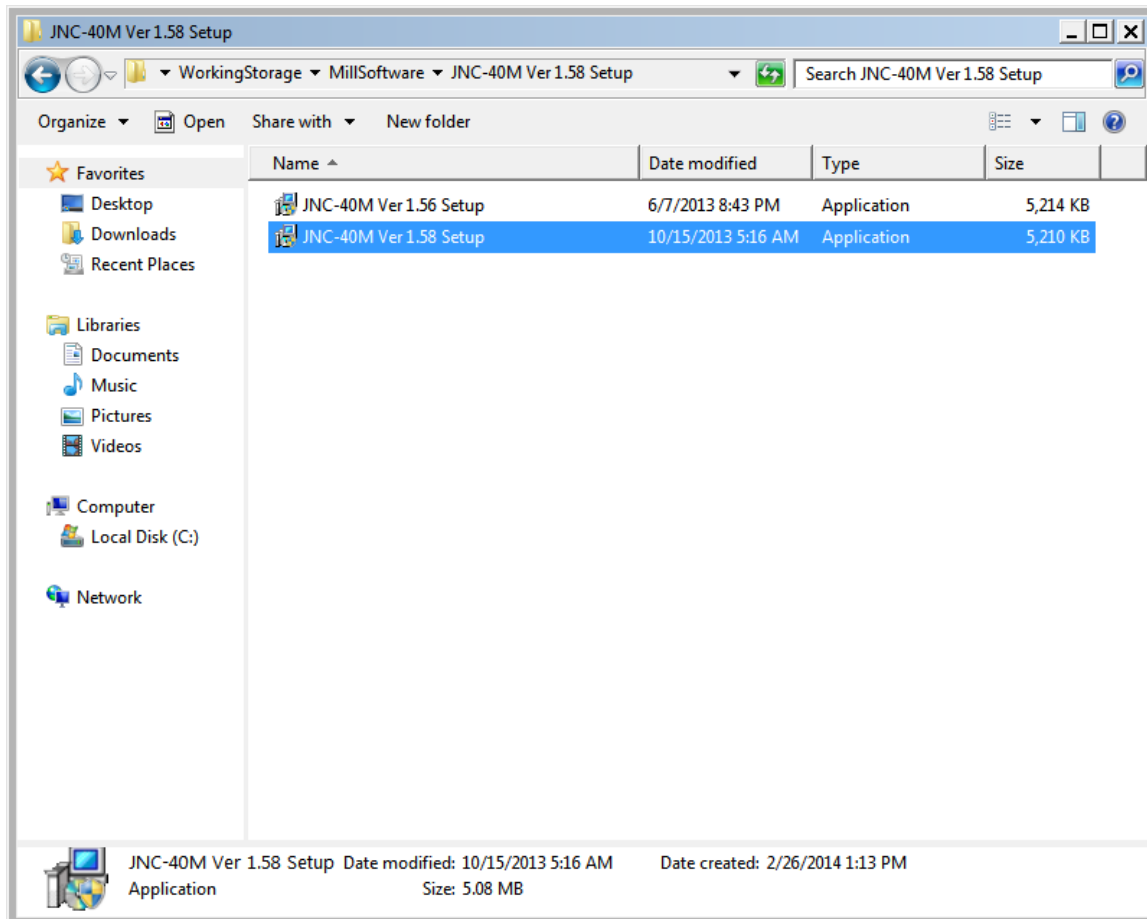 JNC-40M Ver 1.58 Setup
WorkingStorage MillSoftware JNC-40M Ver 1.58 Setup Search JNC-40M Ver 1.58 Setup
Organize Open Share with New folder
Favorites
Desktop
Downloads
Recent Places
Libraries
Documents
Music
Pictures
Videos
Computer
Local Disk (C:)
Network
Name Date modified Type Size
JNC-40M Ver 1.56 Setup 6/7/2013 8:43 PM Application 5,214 KB
JNC-40M Ver 1.58 Setup 10/15/2013 5:16 AM Application 5,210 KB
JNC-40M Ver 1.58 Setup Date modified: 10/15/2013 5:16 AM Date created: 2/26/2014 1:13 PM
Application Size: 5.08 MB